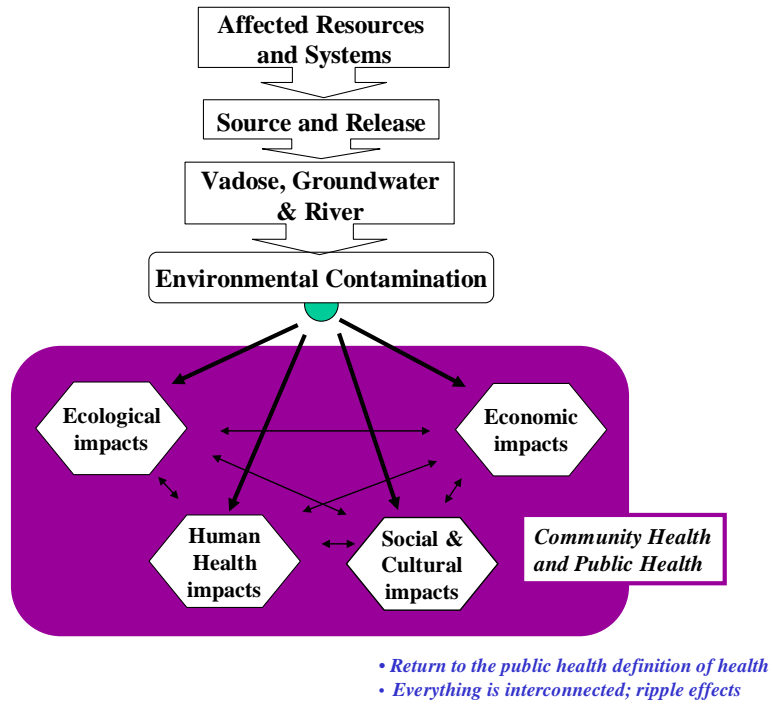 Affected Resources
and Systems
Source and Release
Vadose, Groundwater
& River
Environmental Contamination
Ecological
impacts
Economic
impacts
Human
Health
impacts
Social &
Cultural
impacts
Community Health
and Public Health
• Return to the public health definition of health
• Everything is interconnected; ripple effects